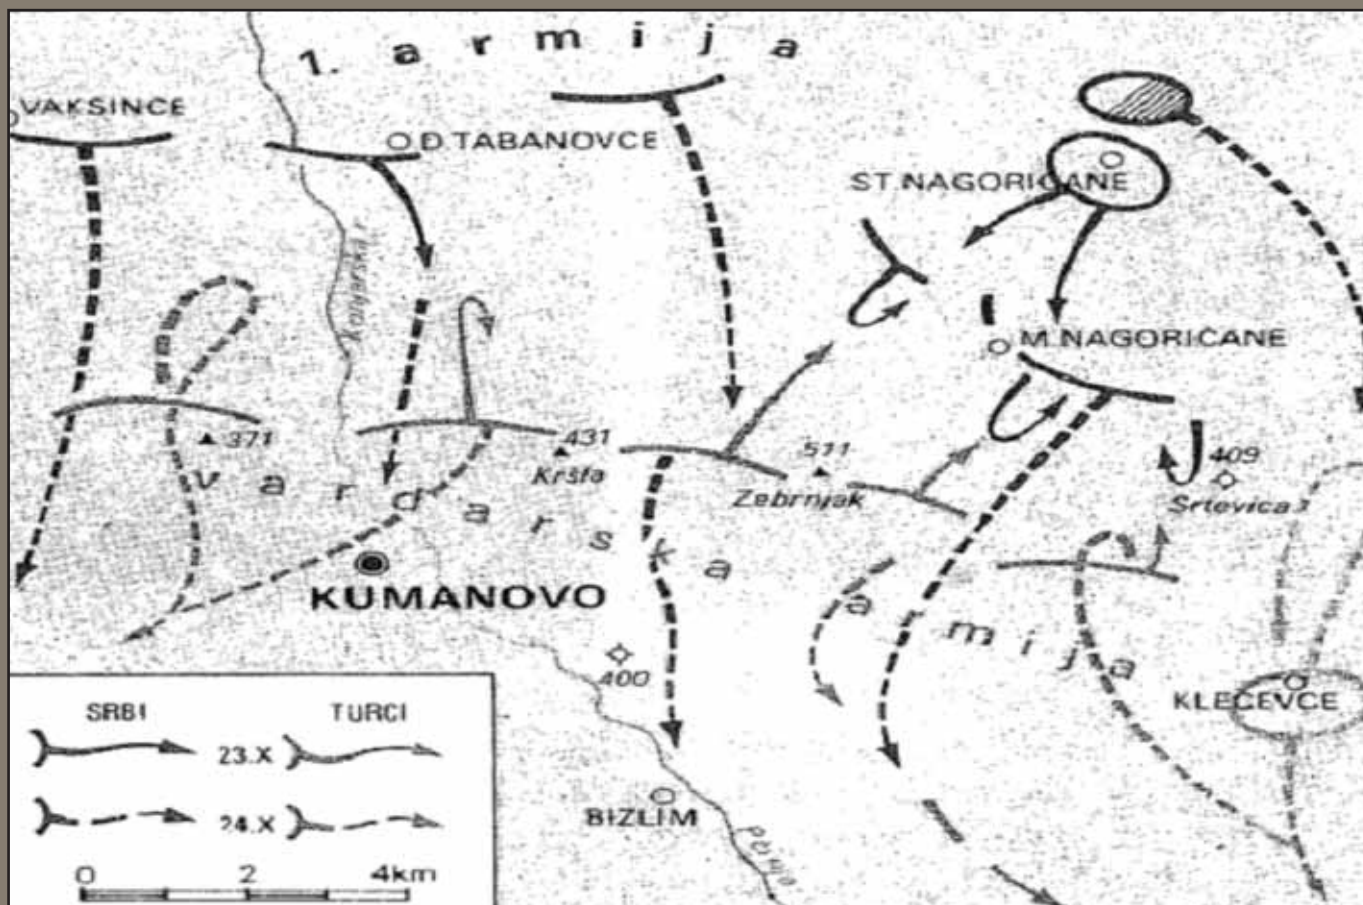 1. armija
VAKSINCE
D. TABANOVCE
ST. NAGORIČANE
M. NAGORIČANE
371
431
Kršla
511
Zebrnjak
409
Srtevica
vardarska armija
KUMANOVO
400
KLEČEVCE
BIZLIM
SRBI TURCI
23.X
24.X
0 2 4km